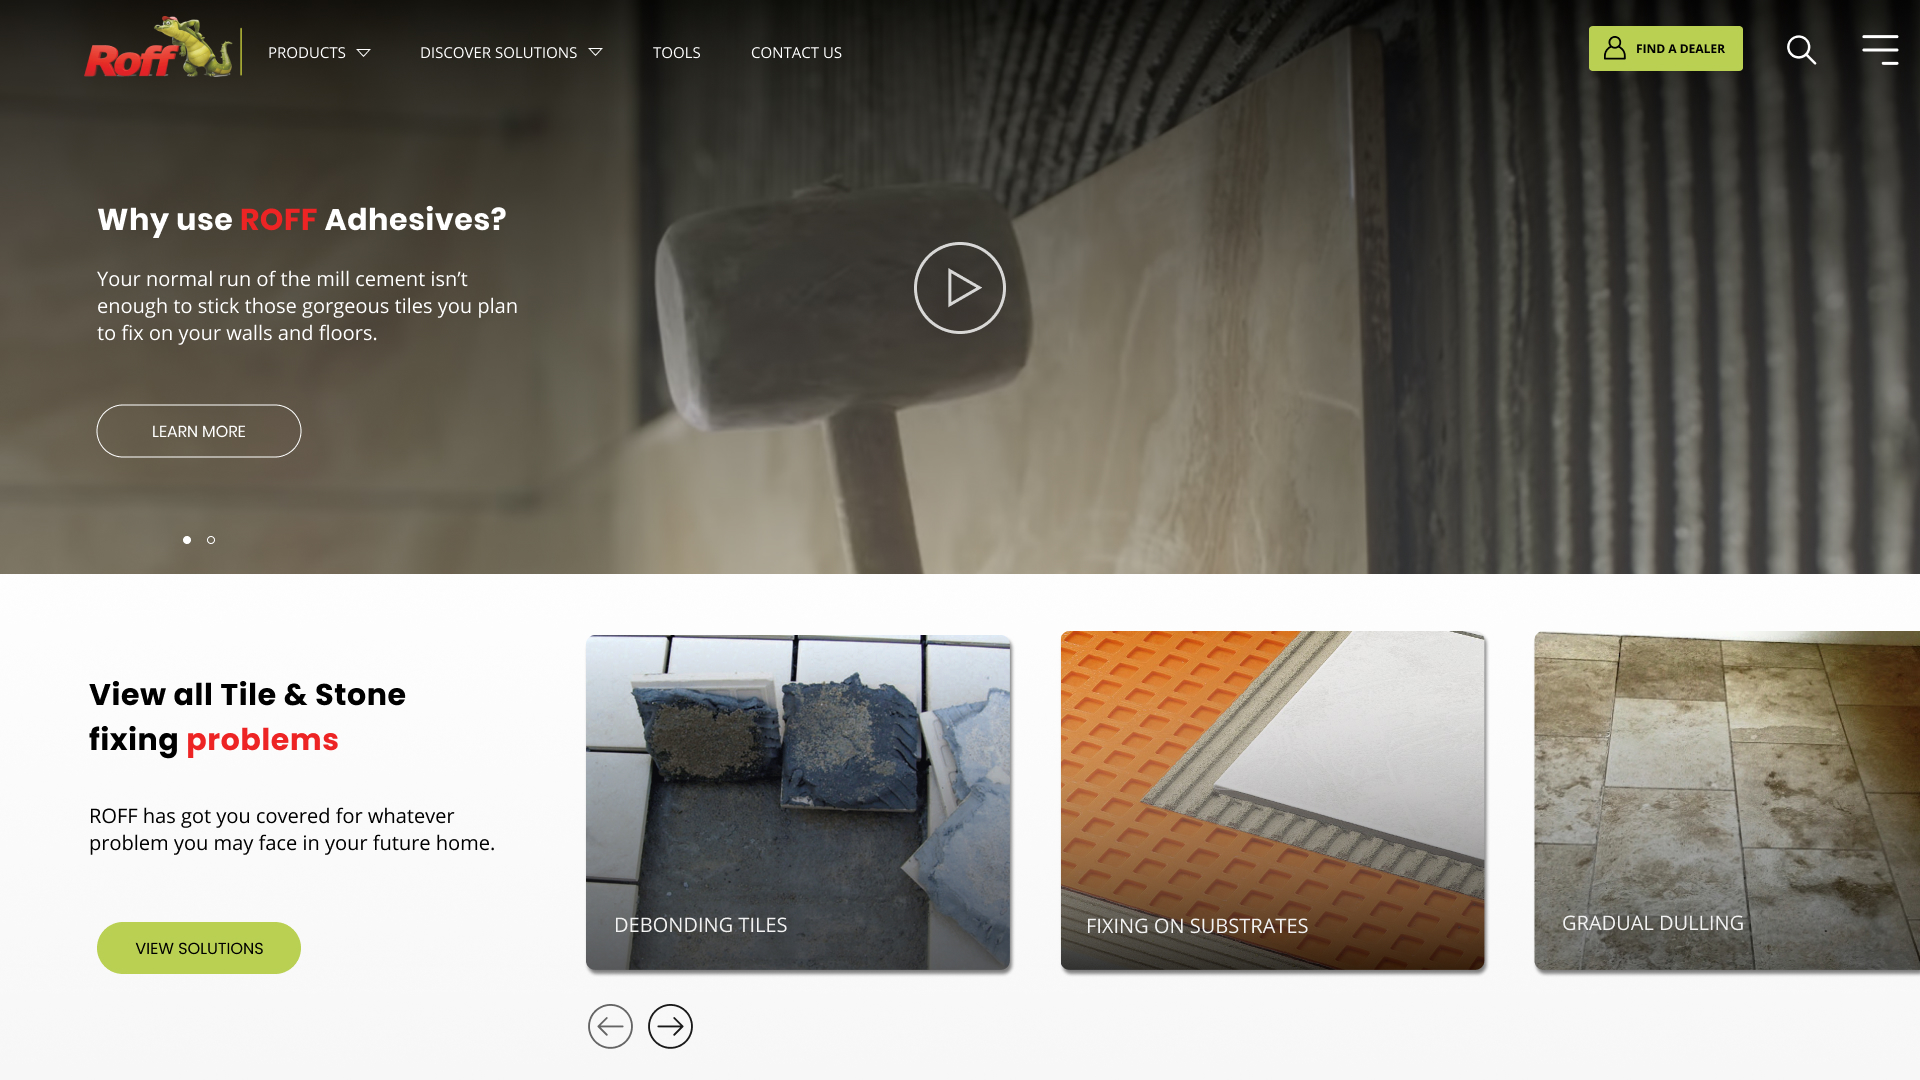 Roff
PRODUCTS
DISCOVER SOLUTIONS
TOOLS
CONTACT US
FIND A DEALER
Why use ROFF Adhesives?
Your normal run of the mill cement isn’t
enough to stick those gorgeous tiles you plan
to fix on your walls and floors.
LEARN MORE
View all Tile & Stone
fixing problems
ROFF has got you covered for whatever
problem you may face in your future home.
VIEW SOLUTIONS
DEBONDING TILES
FIXING ON SUBSTRATES
GRADUAL DULLING